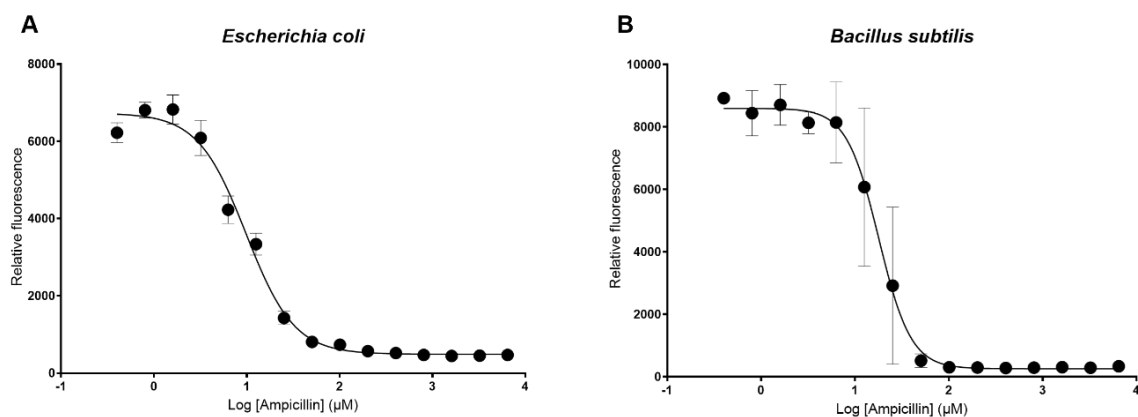 A
Escherichia coli
8000
6000
4000
2000
0
Relative fluorescence
-1 0 1 2 3 4
Log [Ampicillin] (µM)
B
Bacillus subtilis
10000
8000
6000
4000
2000
0
Relative fluorescence
-1 0 1 2 3 4
Log [Ampicillin] (µM)